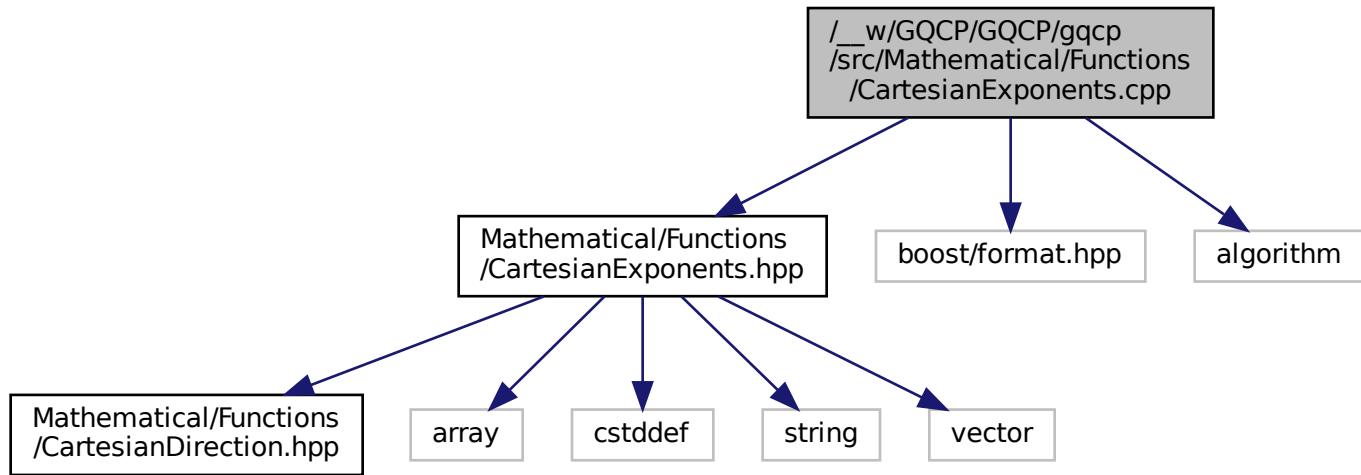 /__w/GQCP/GQCP/gqcp
/src/Mathematical/Functions
/CartesianExponents.cpp
Mathematical/Functions
/CartesianExponents.hpp
boost/format.hpp
algorithm
Mathematical/Functions
/CartesianDirection.hpp
array
cstddef
string
vector